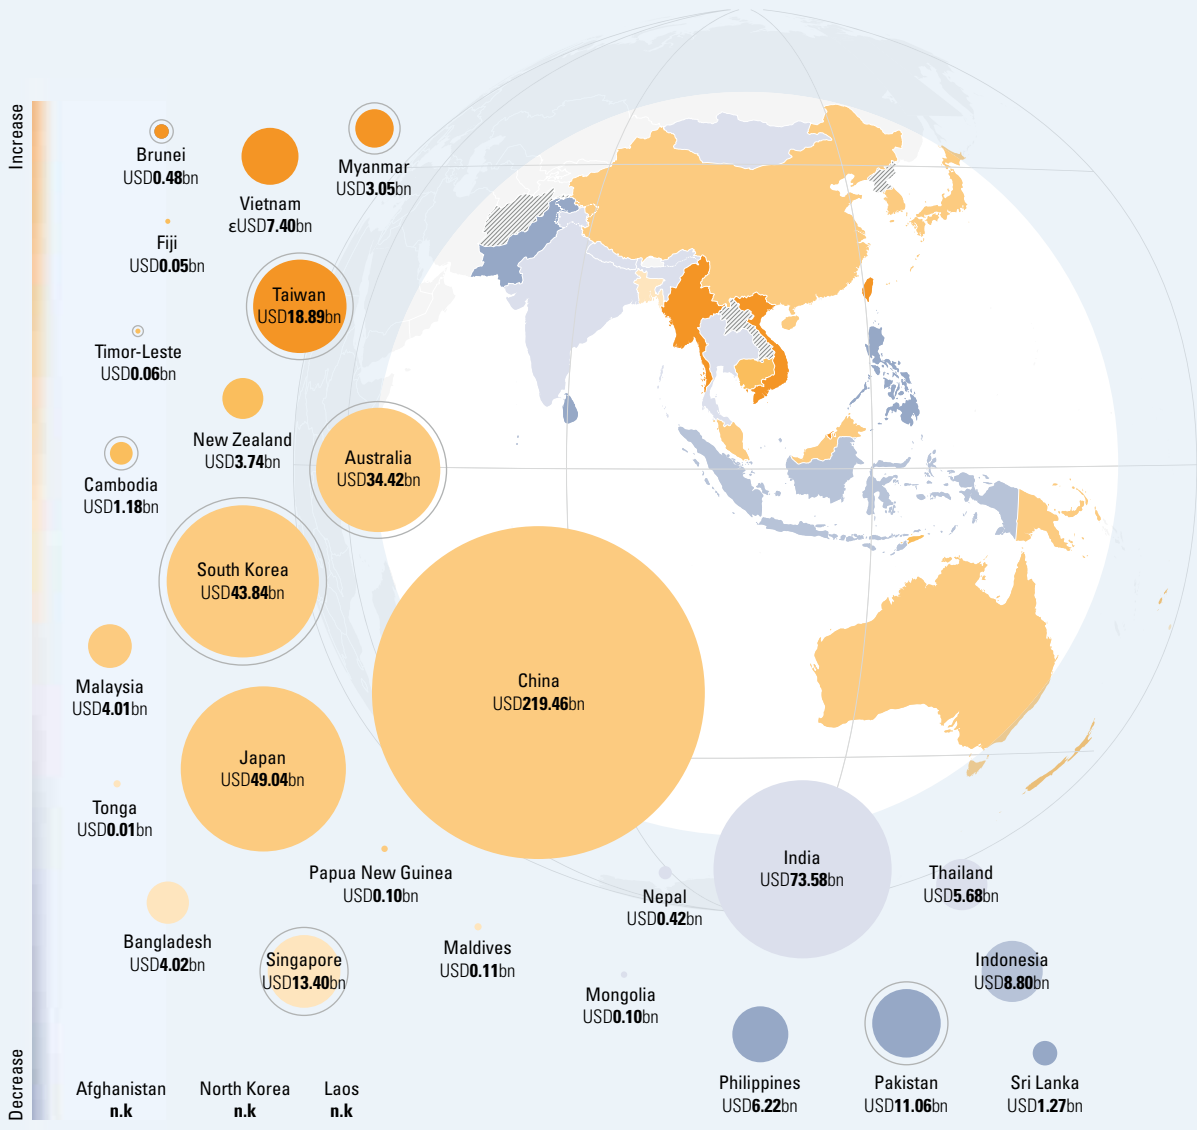 Increase
Brunei
USD0.48bn
Vietnam
εUSD7.40bn
Myanmar
USD3.05bn
Fiji
USD0.05bn
Taiwan
USD18.89bn
Timor-Leste
USD0.06bn
New Zealand
USD3.74bn
Australia
USD34.42bn
Cambodia
USD1.18bn
South Korea
USD43.84bn
Malaysia
USD4.01bn
China
USD219.46bn
Japan
USD49.04bn
Tonga
USD0.01bn
Papua New Guinea
USD0.10bn
India
USD73.58bn
Thailand
USD5.68bn
Nepal
USD0.42bn
Bangladesh
USD4.02bn
Singapore
USD13.40bn
Maldives
USD0.11bn
Mongolia
USD0.10bn
Indonesia
USD8.80bn
Philippines
USD6.22bn
Pakistan
USD11.06bn
Sri Lanka
USD1.27bn
Afghanistan
n.k
North Korea
n.k
Laos
n.k
Decrease